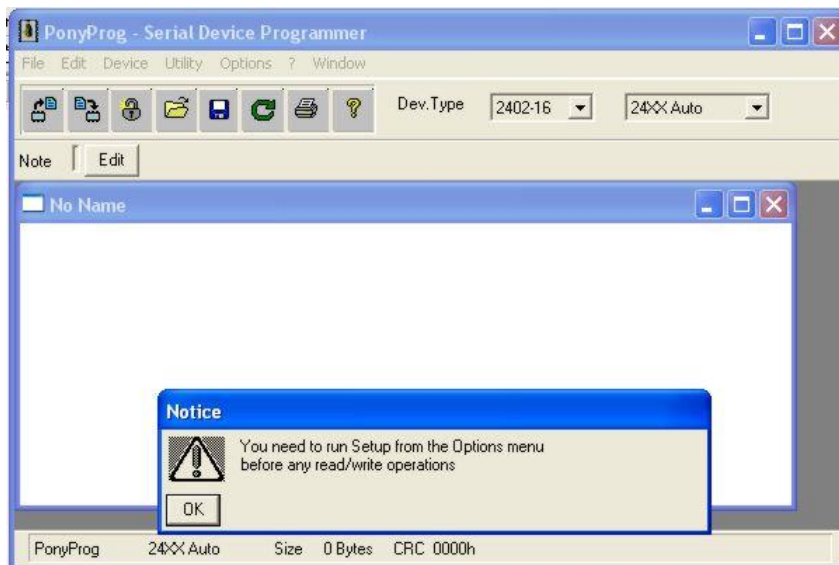 PonyProg - Serial Device Programmer
File Edit Device Utility Options ? Window
Dev.Type 2402-16 24XX Auto
Note Edit
No Name
Notice
You need to run Setup from the Options menu
before any read/write operations
OK
PonyProg 24XX Auto Size 0 Bytes CRC 0000h